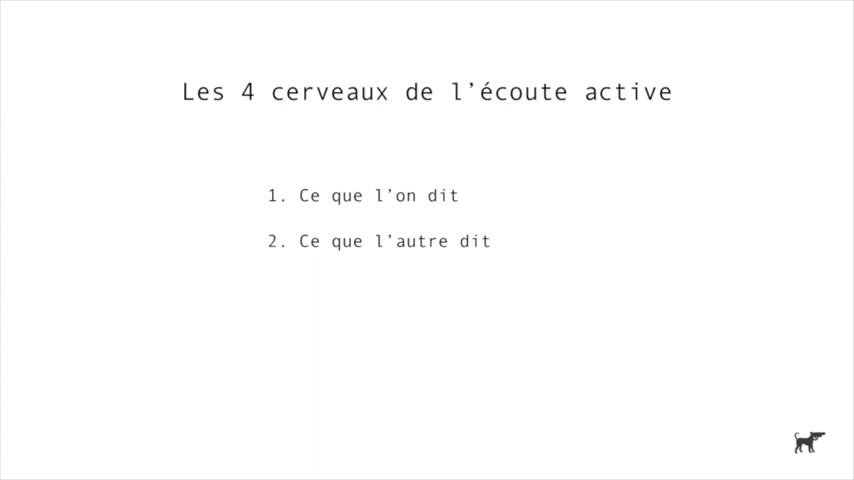 Les 4 cerveaux de l’écoute active
1. Ce que l’on dit
2. Ce que l’autre dit